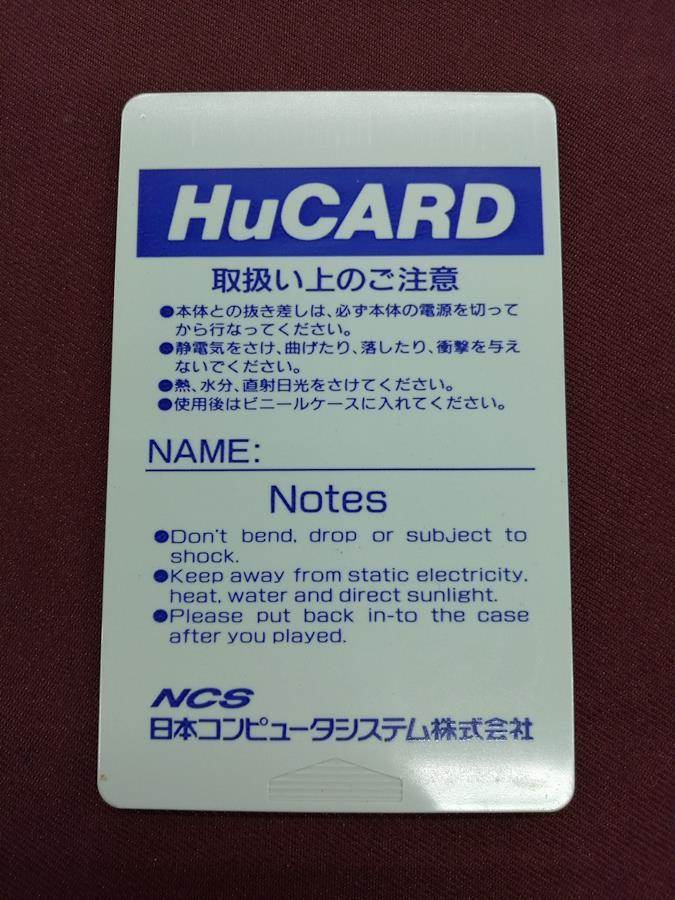 HuCARD
取扱い上のご注意
●本体との抜き差しは、必ず本体の電源を切って
から行なってください。
●静電気をさけ、曲げたり、落したり、衝撃を与え
ないでください。
●熱、水分、直射日光をさけてください。
●使用後はビニールケースに入れてください。
NAME:
Notes
●Don't bend, drop or subject to
shock.
●Keep away from static electricity,
heat, water and direct sunlight.
●Please put back in-to the case
after you played.
NCS
日本コンピュータシステム株式会社